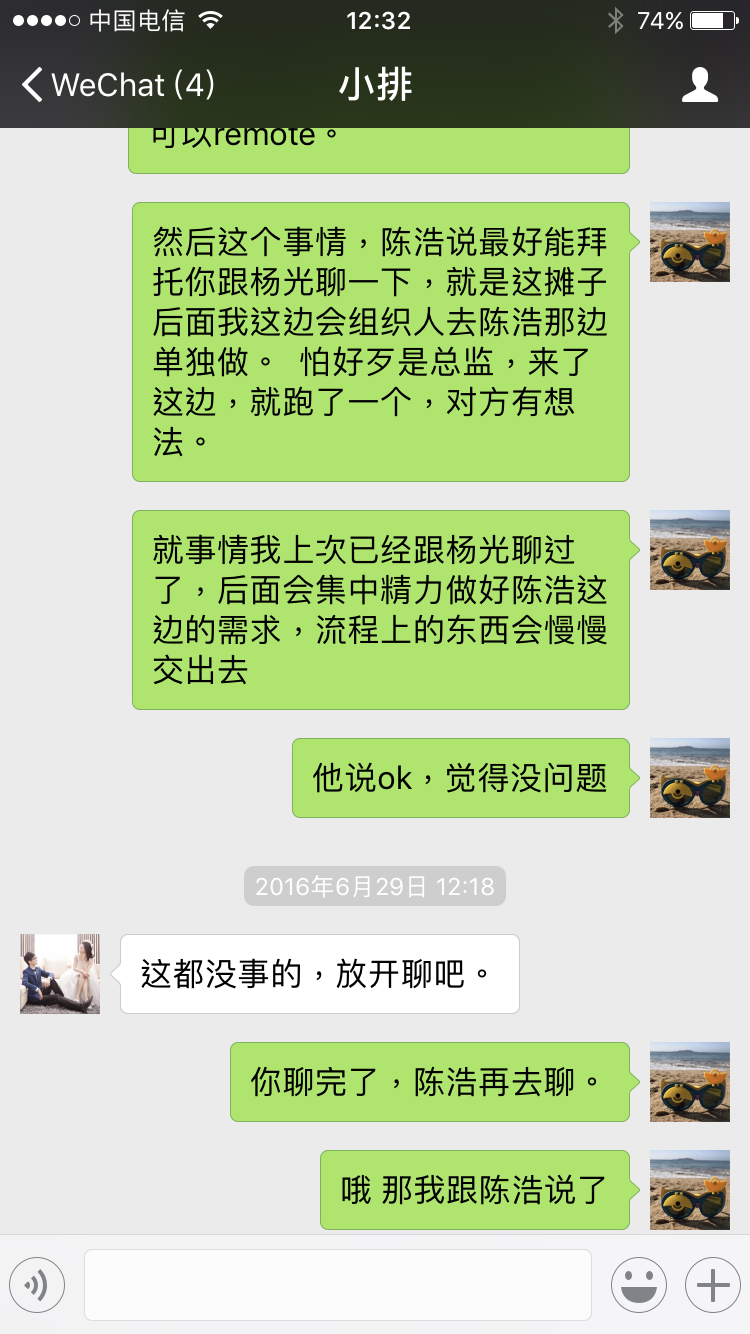 中国电信
12:32
74%
WeChat (4)
小排
可以remote。
然后这个事情，陈浩说最好能拜
托你跟杨光聊一下，就是这摊子
后面我这边会组织人去陈浩那边
单独做。 怕好歹是总监，来了
这边，就跑了一个，对方有想
法。
就事情我上次已经跟杨光聊过
了，后面会集中精力做好陈浩这
边的需求，流程上的东西会慢慢
交出去
他说ok，觉得没问题
2016年6月29日 12:18
这都没事的，放开聊吧。
你聊完了，陈浩再去聊。
哦 那我跟陈浩说了